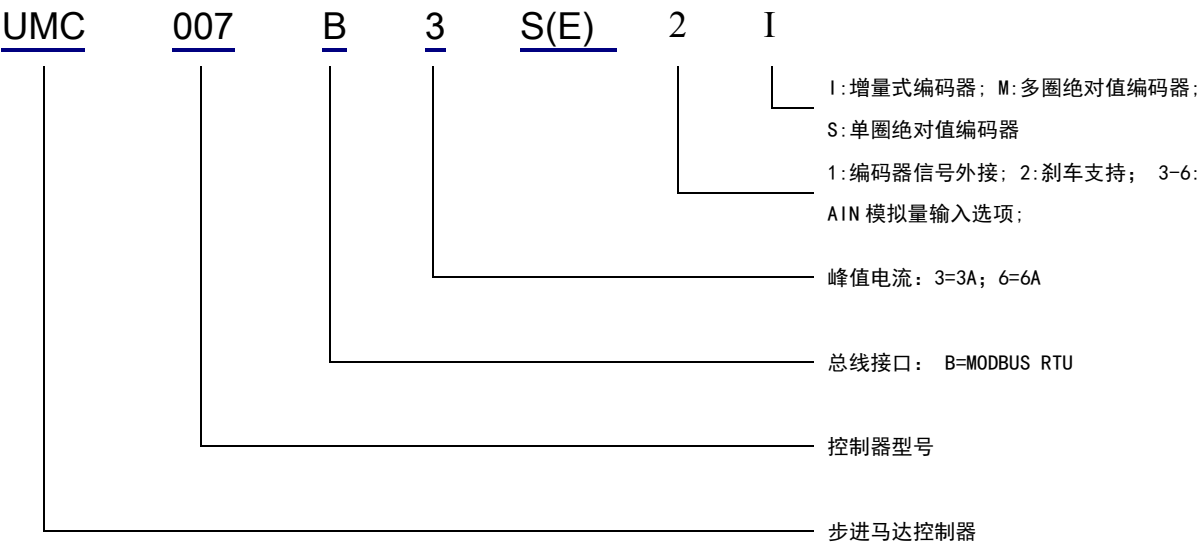 UMC 007 B 3 S(E) 2 I
I:增量式编码器; M:多圈绝对值编码器;
S:单圈绝对值编码器
1:编码器信号外接; 2:刹车支持； 3-6:
AIN 模拟量输入选项;
峰值电流：3=3A；6=6A
总线接口： B=MODBUS RTU
控制器型号
步进马达控制器